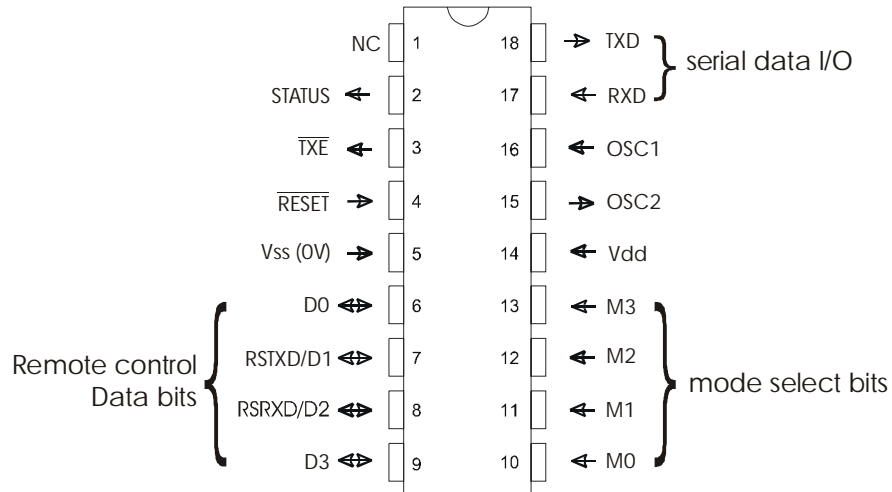 NC 1 18 TXD
STATUS 2 17 RXD
serial data I/O
T̅X̅E̅ 3 16 OSC1
R̅E̅S̅E̅T̅ 4 15 OSC2
Vss (0V) 5 14 Vdd
D0 6 13 M3
RSTXD/D1 7 12 M2
RSRXD/D2 8 11 M1
D3 9 10 M0
Remote control
Data bits
mode select bits